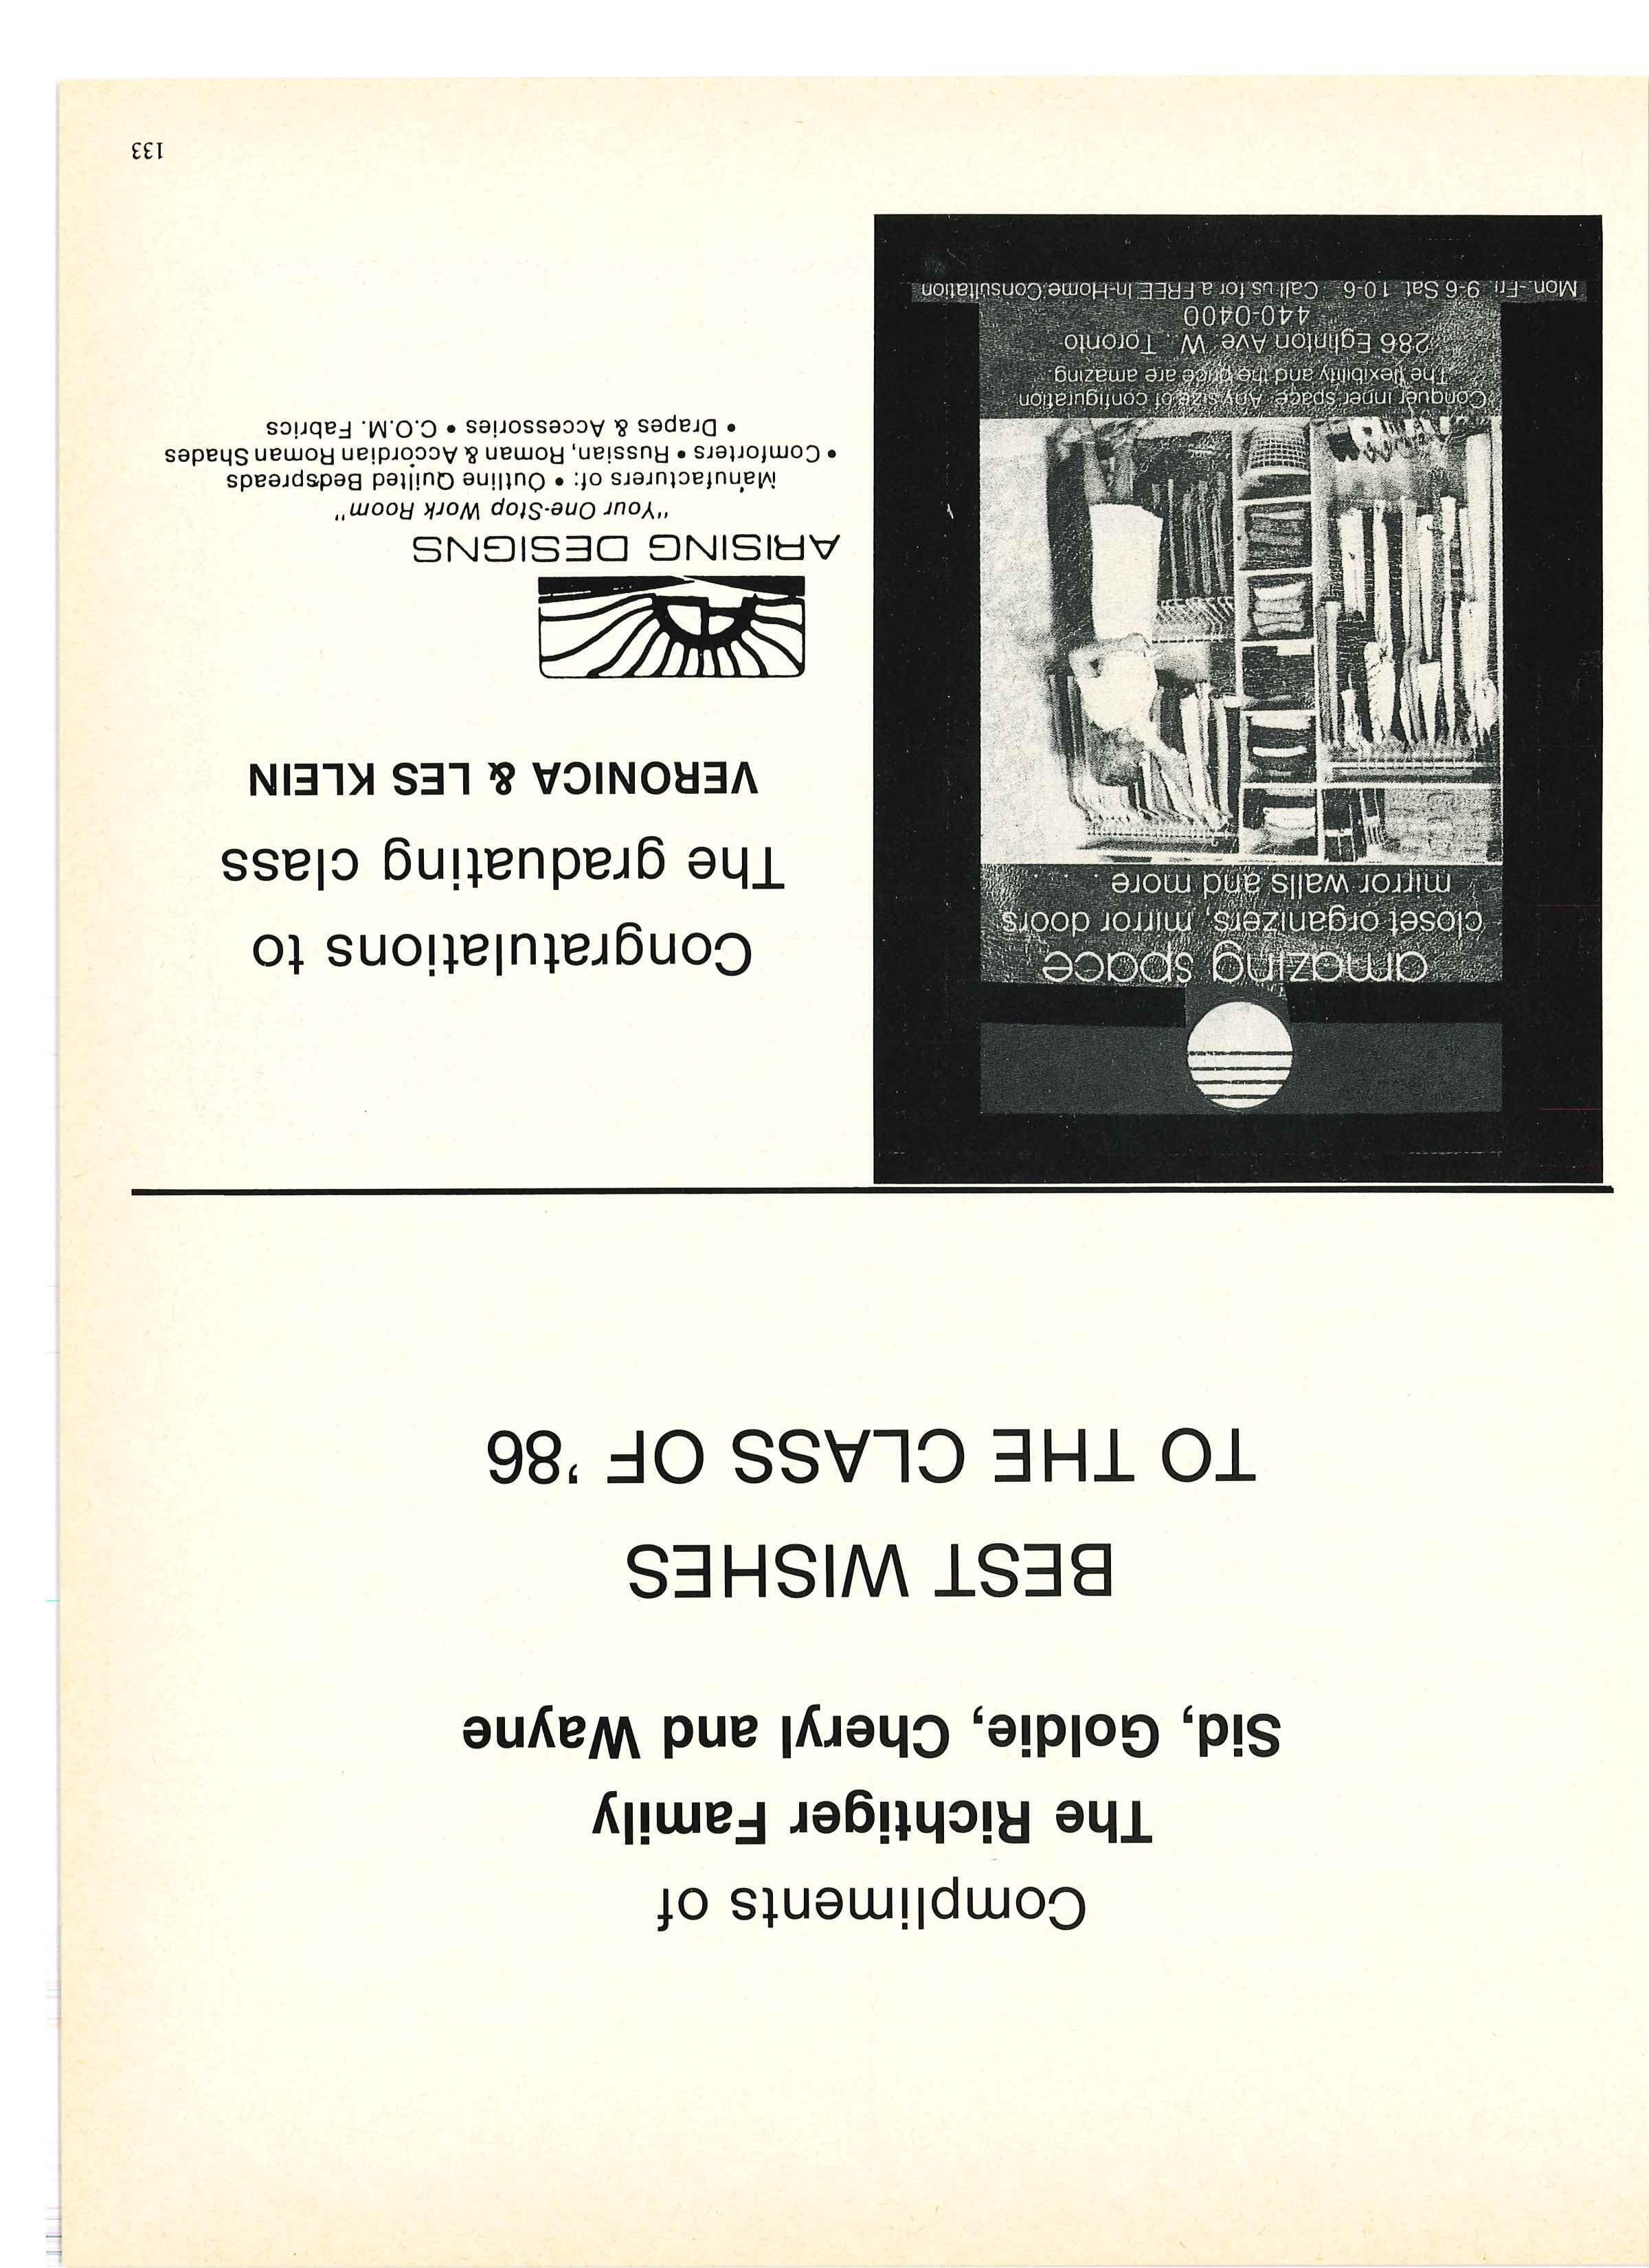 Compliments of
The Richtiger Family
Sid, Goldie, Cheryl and Wayne
BEST WISHES
TO THE CLASS OF '86
amazing space
closet organizers, mirror doors
mirror walls and more . . . .
Conquer inner space. Any size of configuration
The flexibility and the price are amazing.
286 Eglinton Ave. W. Toronto
440-0400
Mon.-Fri. 9-6 Sat. 10-6 Call us for a FREE In-Home Consultation
Congratulations to
The graduating class
VERONICA & LES KLEIN
ARISING DESIGNS
"Your One-Stop Work Room"
Manufacturers of: • Outline Quilted Bedspreads
• Comforters • Russian, Roman & Accordian Roman Shades
• Drapes & Accessories • C.O.M. Fabrics
133